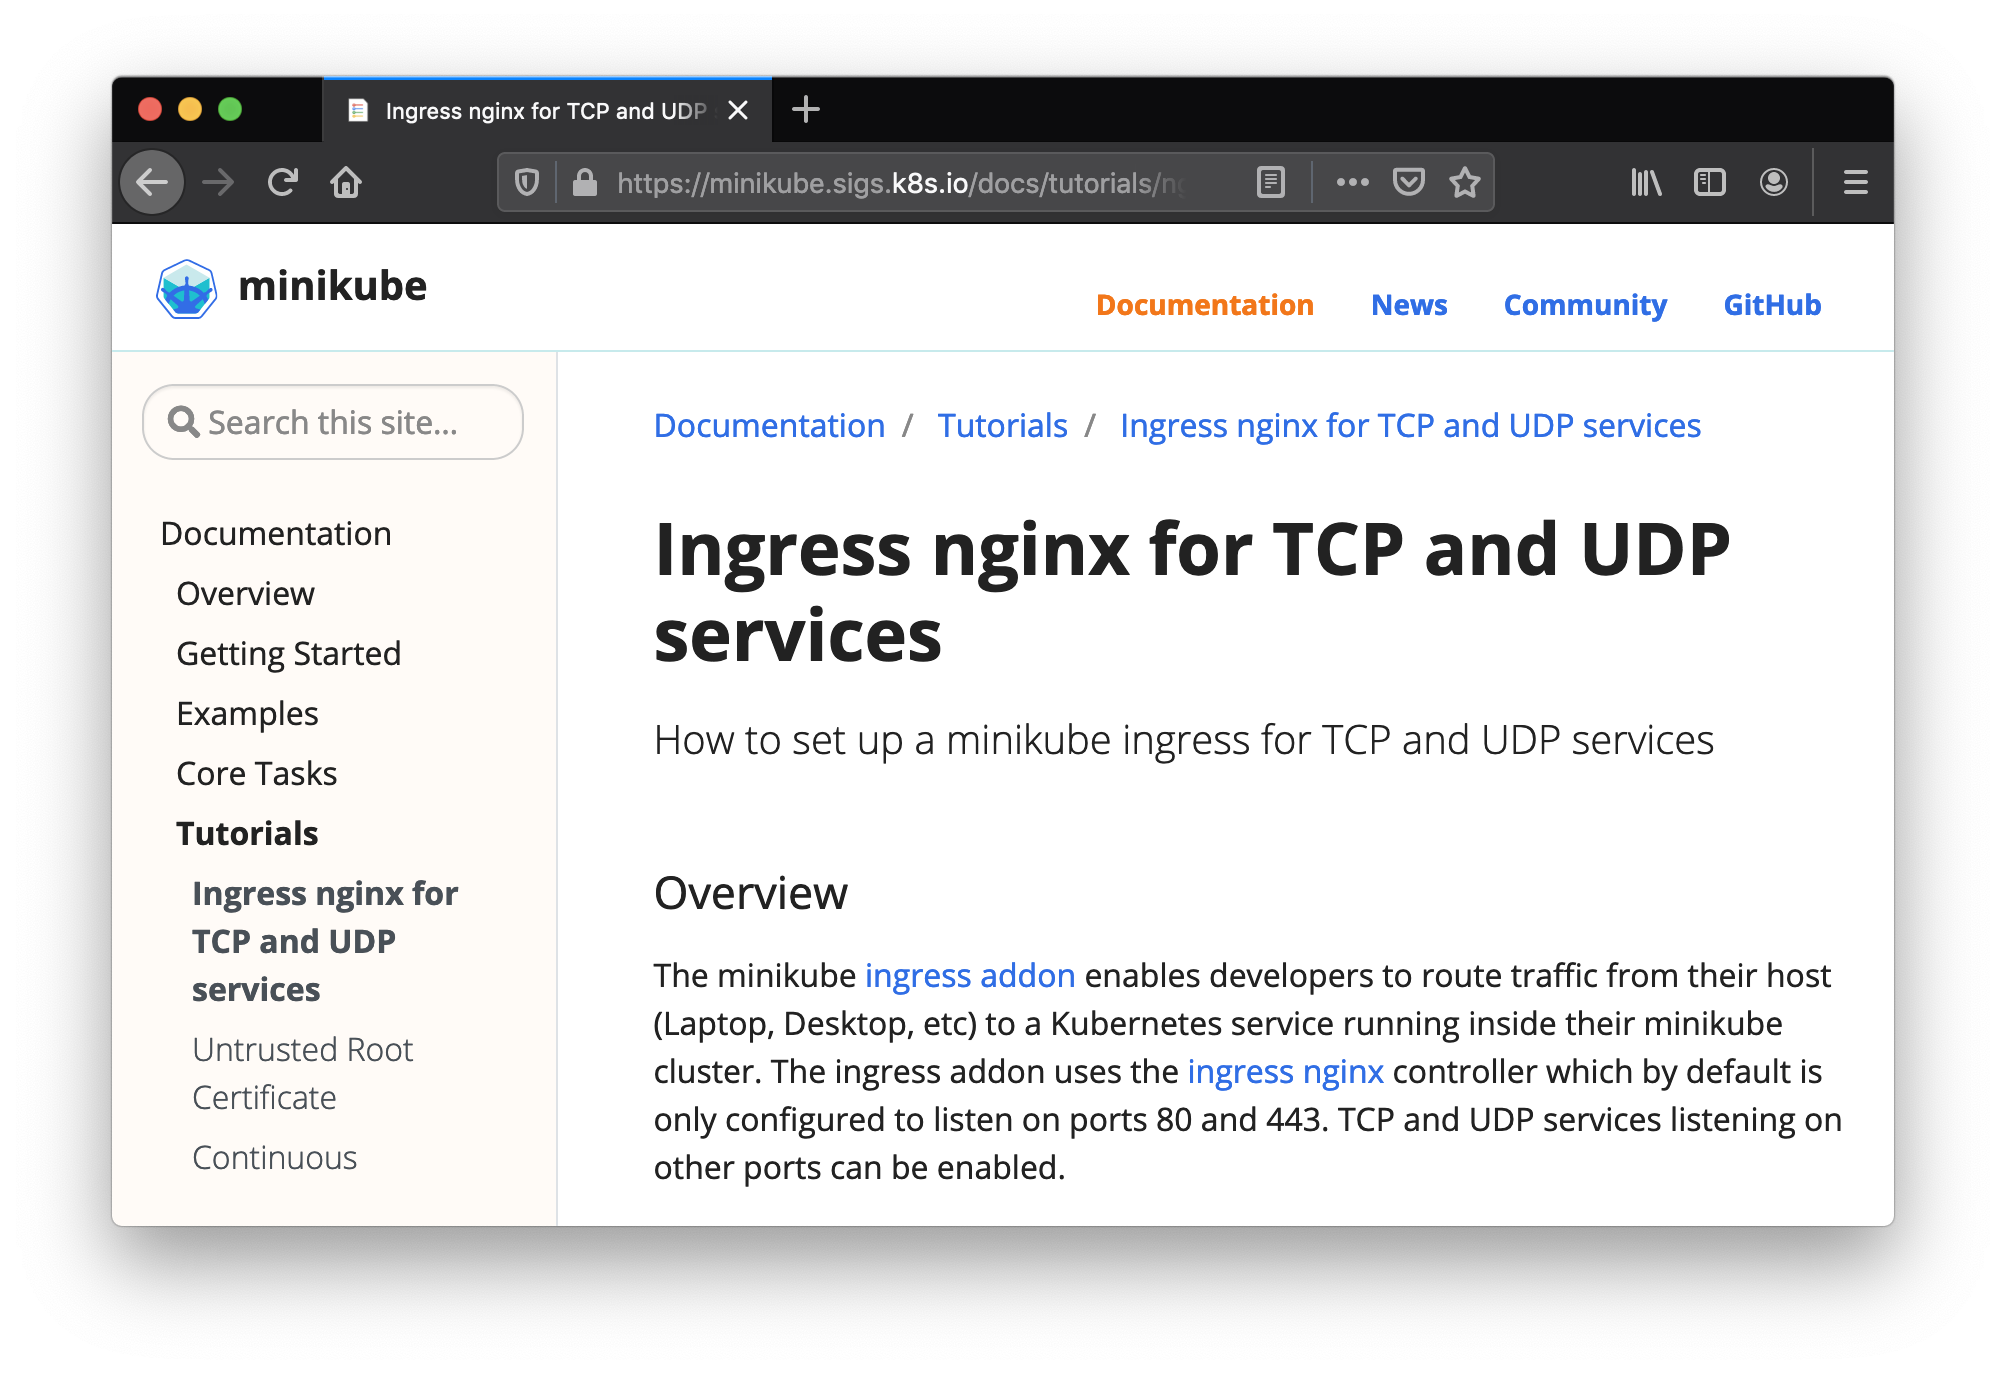 Ingress nginx for TCP and UDP
https://minikube.sigs.k8s.io/docs/tutorials/
minikube
Documentation News Community GitHub
Search this site...
Documentation
Overview
Getting Started
Examples
Core Tasks
Tutorials
Ingress nginx for
TCP and UDP
services
Untrusted Root
Certificate
Continuous
Documentation / Tutorials / Ingress nginx for TCP and UDP services
Ingress nginx for TCP and UDP
services
How to set up a minikube ingress for TCP and UDP services
Overview
The minikube ingress addon enables developers to route traffic from their host
(Laptop, Desktop, etc) to a Kubernetes service running inside their minikube
cluster. The ingress addon uses the ingress nginx controller which by default is
only configured to listen on ports 80 and 443. TCP and UDP services listening on
other ports can be enabled.